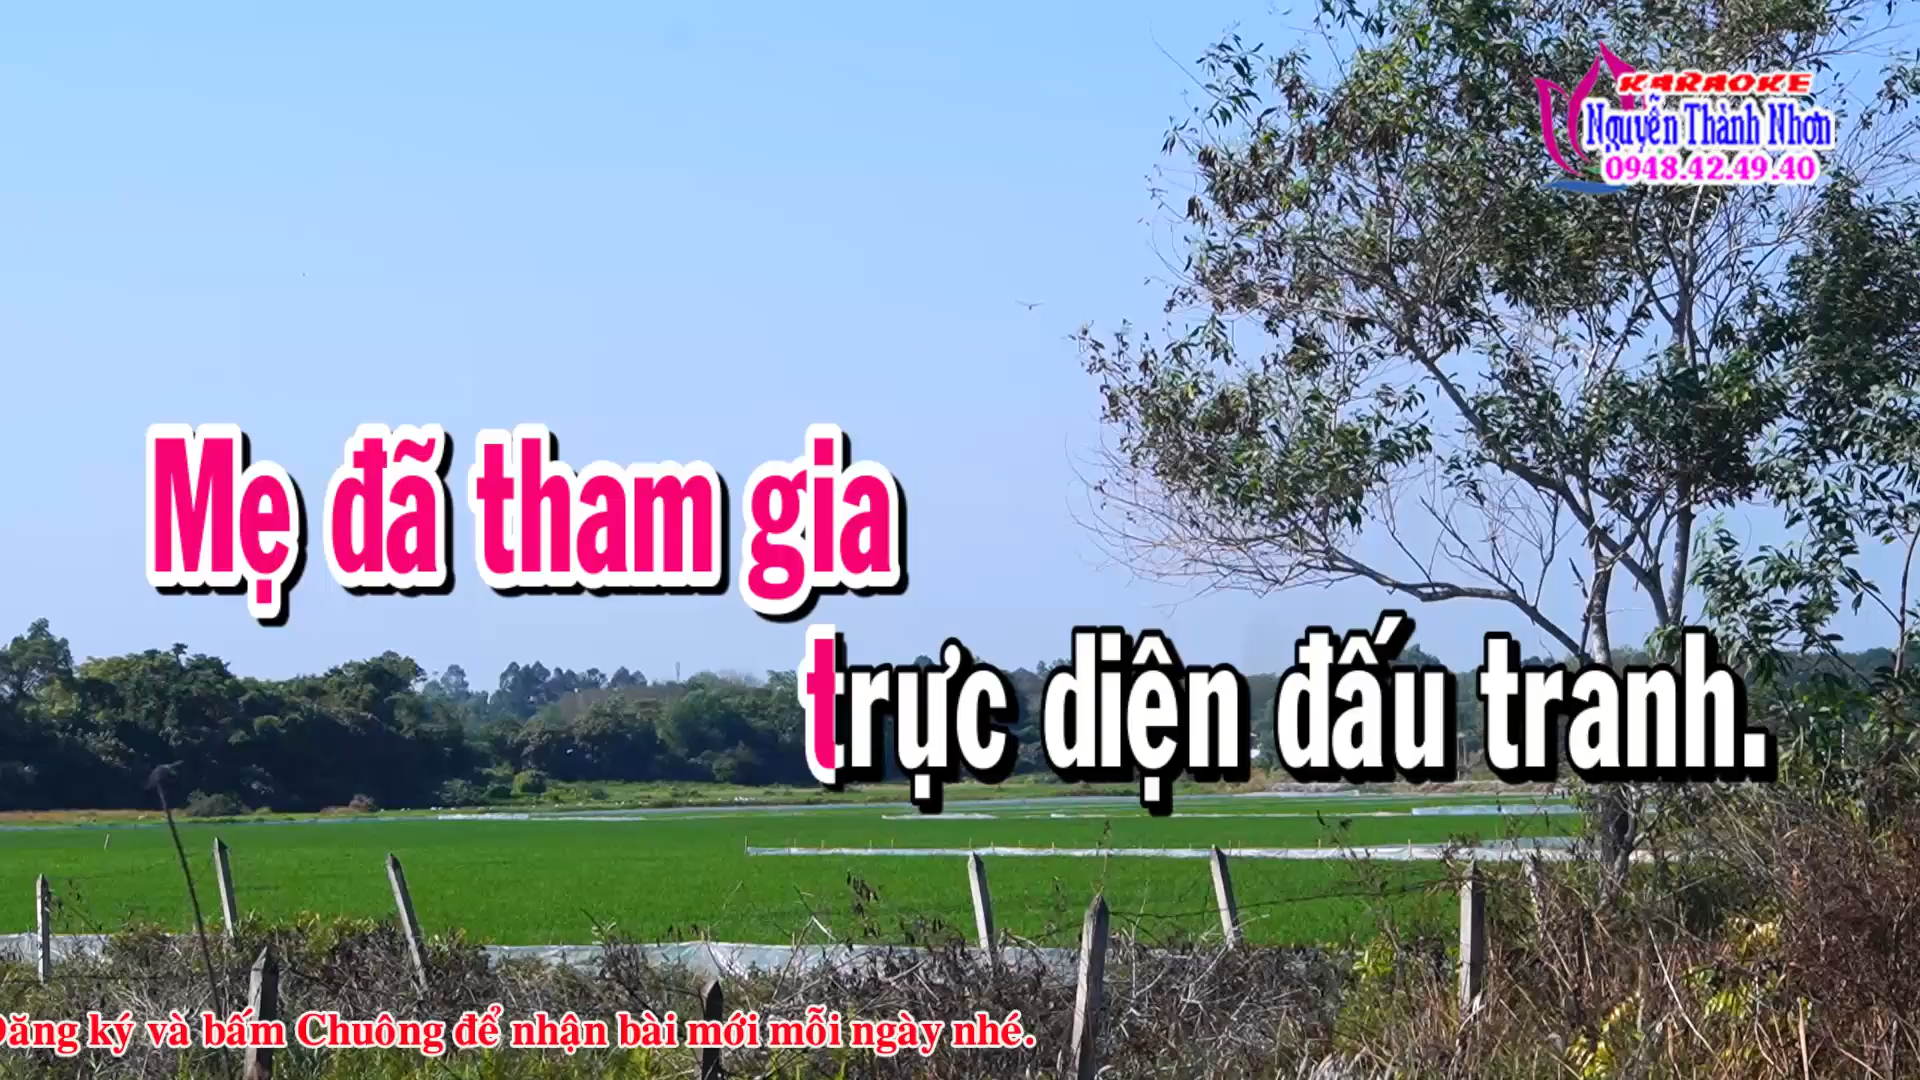 KARAOKE
Nguyễn Thành Nhơn
0948.42.49.40
Mẹ đã tham gia
trực diện đấu tranh.
Đăng ký và bấm Chuông để nhận bài mới mỗi ngày nhé.